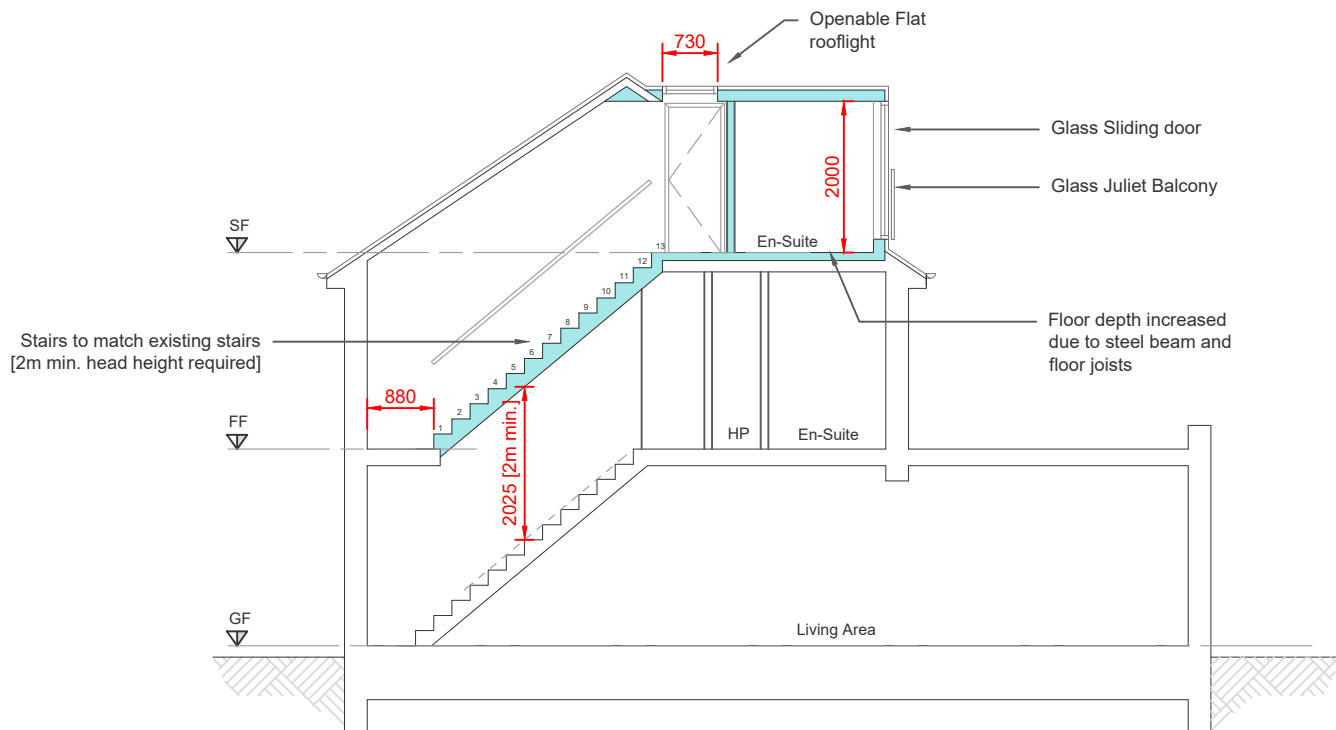 Openable Flat
rooflight
730
Glass Sliding door
2000
Glass Juliet Balcony
SF
En-Suite
13
12
11
10
9
8
7
6
5
4
3
2
1
Stairs to match existing stairs
[2m min. head height required]
Floor depth increased
due to steel beam and
floor joists
880
FF
HP
En-Suite
2025 [2m min.]
GF
Living Area